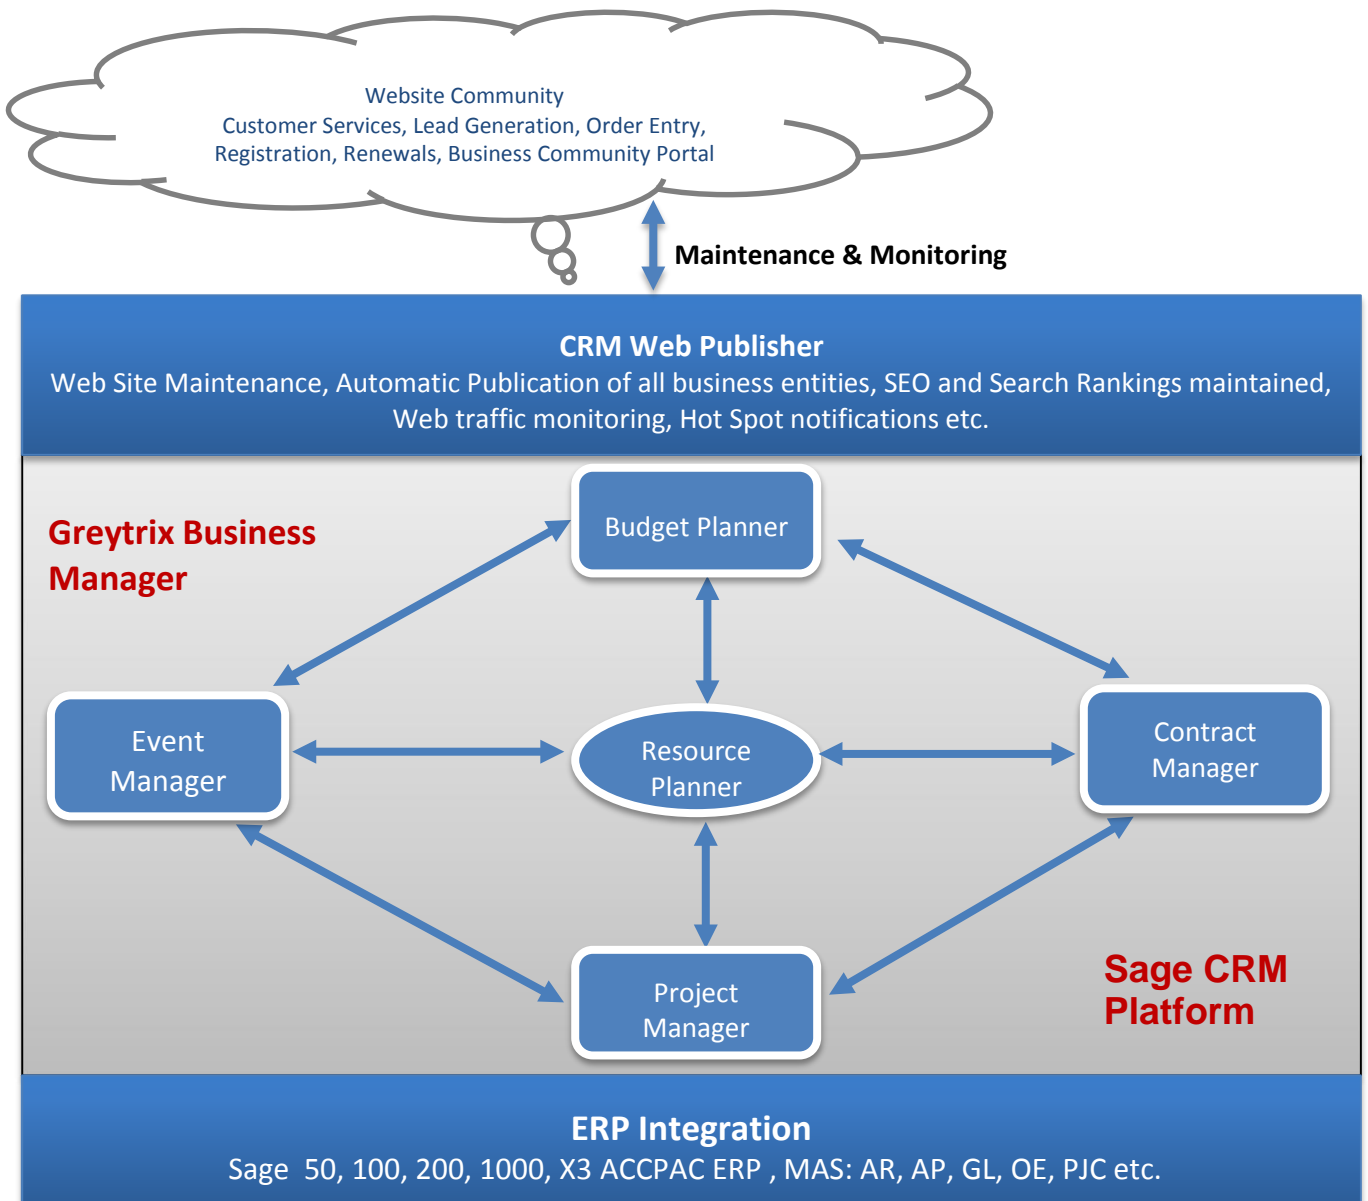 Website Community
Customer Services, Lead Generation, Order Entry,
Registration, Renewals, Business Community Portal
Maintenance & Monitoring
CRM Web Publisher
Web Site Maintenance, Automatic Publication of all business entities, SEO and Search Rankings maintained,
Web traffic monitoring, Hot Spot notifications etc.
Greytrix Business
Manager
Budget Planner
Event
Manager
Resource
Planner
Contract
Manager
Project
Manager
Sage CRM
Platform
ERP Integration
Sage  50, 100, 200, 1000, X3 ACCPAC ERP , MAS: AR, AP, GL, OE, PJC etc.